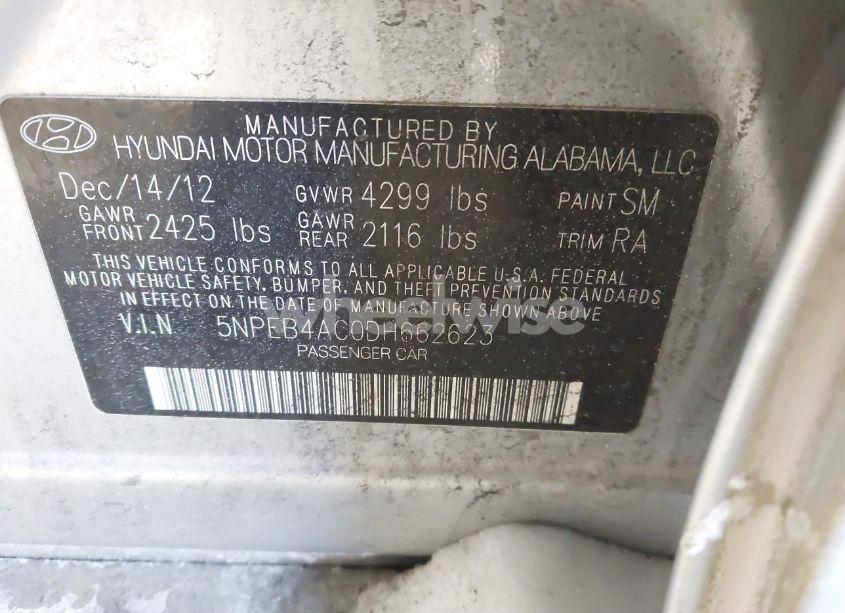 MANUFACTURED BY
HYUNDAI MOTOR MANUFACTURING ALABAMA, LLC
Dec/14/12 GVWR 4299 lbs PAINT SM
GAWR FRONT 2425 lbs GAWR REAR 2116 lbs TRIM RA
THIS VEHICLE CONFORMS TO ALL APPLICABLE U.S.A. FEDERAL
MOTOR VEHICLE SAFETY, BUMPER, AND THEFT PREVENTION STANDARDS
IN EFFECT ON THE DATE OF MANUFACTURE SHOWN ABOVE
V.I.N 5NPEB4AC0DH662623
wheelwise
PASSENGER CAR